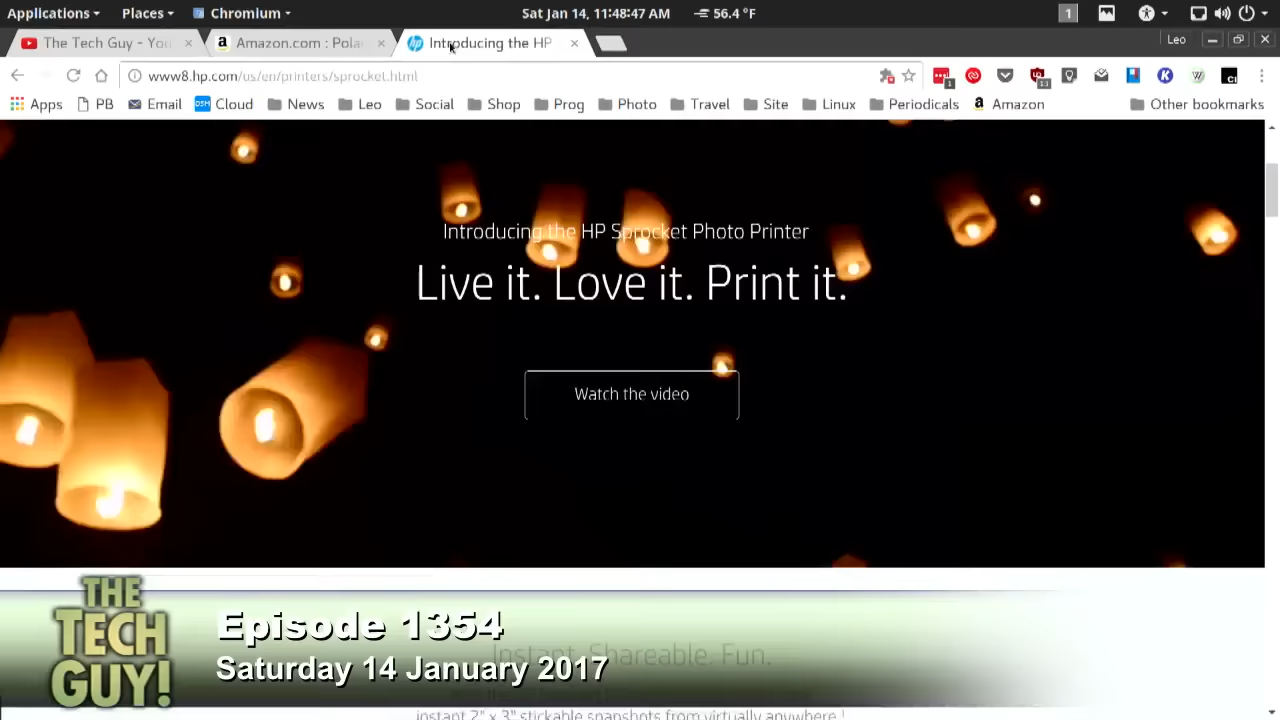 Applications Places Chromium Sat Jan 14, 11:48:47 AM 56.4 °F 1
The Tech Guy - You Amazon.com : Pola Introducing the HP Leo
www8.hp.com/us/en/printers/sprocket.html
Apps PB Email DSM Cloud News Leo Social Shop Prog Photo Travel Site Linux Periodicals Amazon Other bookmarks
Introducing the HP Sprocket Photo Printer
Live it. Love it. Print it.
Watch the video
Instant. Shareable. Fun.
THE
TECH
GUY!
Episode 1354
Saturday 14 January 2017
instant 2" x 3" stickable snapshots from virtually anywhere !